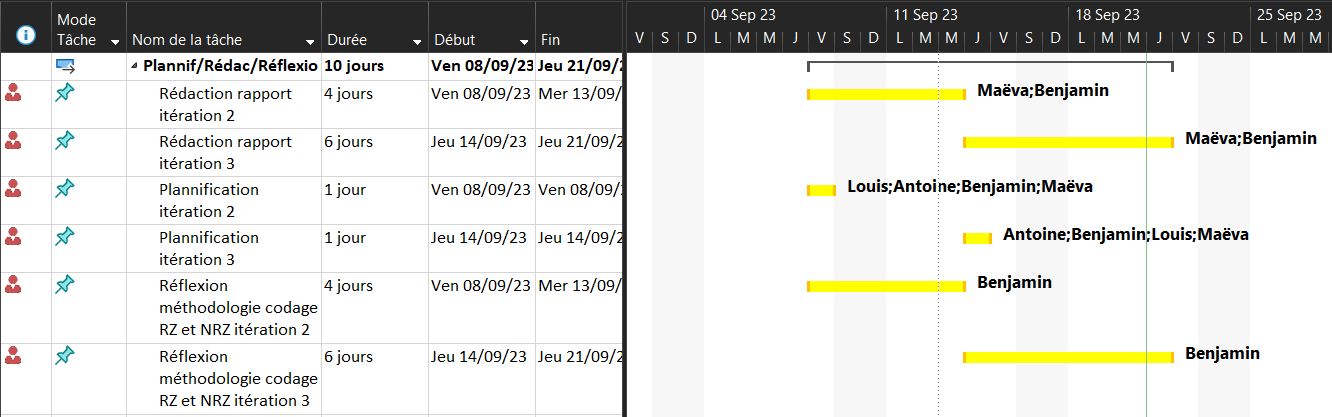 Mode
Tâche Nom de la tâche Durée Début Fin
04 Sep 23 11 Sep 23 18 Sep 23 25 Sep 23
V S D L M M J V S D L M M J V S D L M M J V S D L M M
Plannif/Rédac/Réflexio 10 jours Ven 08/09/23 Jeu 21/09/2
Rédaction rapport
itération 2 4 jours Ven 08/09/23 Mer 13/09/ Maëva;Benjamin
Rédaction rapport
itération 3 6 jours Jeu 14/09/23 Jeu 21/09/2 Maëva;Benjamin
Plannification
itération 2 1 jour Ven 08/09/23 Ven 08/09/ Louis;Antoine;Benjamin;Maëva
Plannification
itération 3 1 jour Jeu 14/09/23 Jeu 14/09/2 Antoine;Benjamin;Louis;Maëva
Réflexion
méthodologie codage
RZ et NRZ itération 2 4 jours Ven 08/09/23 Mer 13/09/ Benjamin
Réflexion
méthodologie codage
RZ et NRZ itération 3 6 jours Jeu 14/09/23 Jeu 21/09/2 Benjamin